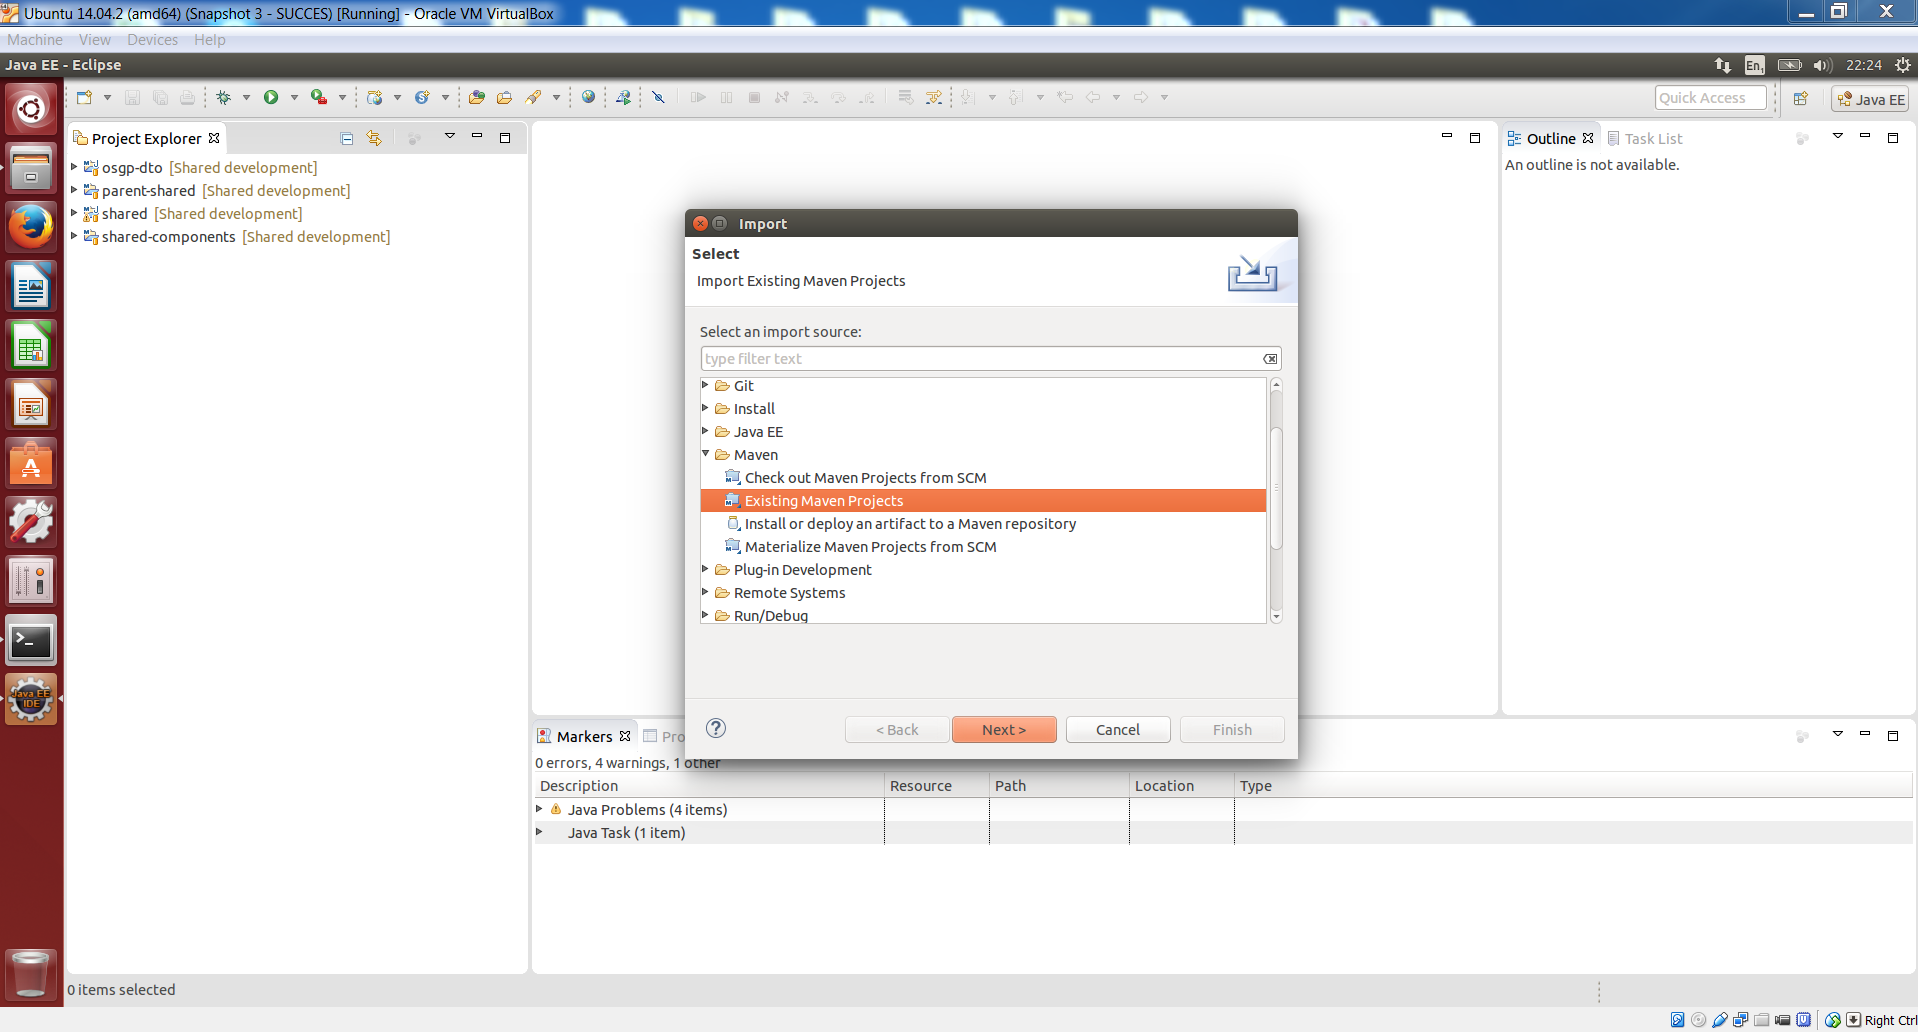 Ubuntu 14.04.2 (amd64) (Snapshot 3 - SUCCES) [Running] - Oracle VM VirtualBox
Machine View Devices Help
Java EE - Eclipse
En1 22:24
Quick Access
Java EE
Project Explorer
osgp-dto [Shared development]
parent-shared [Shared development]
shared [Shared development]
shared-components [Shared development]
Outline Task List
An outline is not available.
Import
Select
Import Existing Maven Projects
Select an import source:
type filter text
Git
Install
Java EE
Maven
Check out Maven Projects from SCM
Existing Maven Projects
Install or deploy an artifact to a Maven repository
Materialize Maven Projects from SCM
Plug-in Development
Remote Systems
Run/Debug
< Back Next > Cancel Finish
Java EE
IDE
Markers Pro
0 errors, 4 warnings, 1 other
Description Resource Path Location Type
Java Problems (4 items)
Java Task (1 item)
0 items selected
Right Ctrl